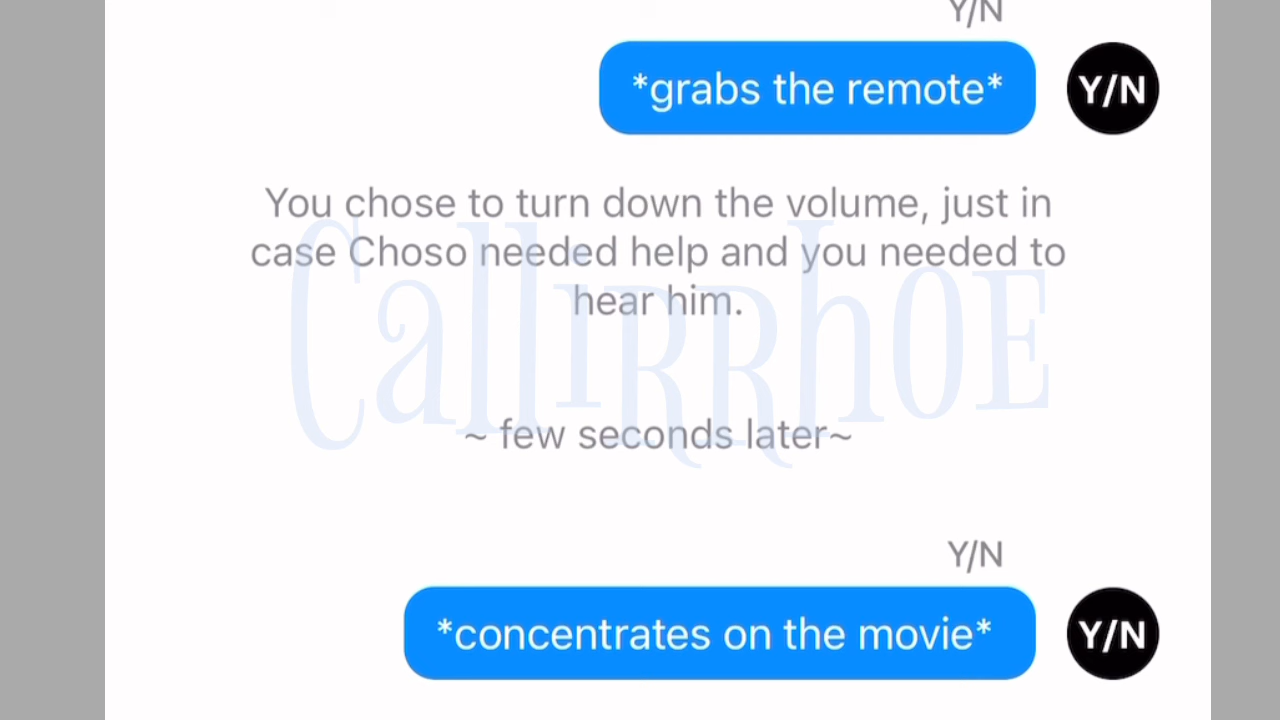 Y/N
*grabs the remote*
Y/N
You chose to turn down the volume, just in
case Choso needed help and you needed to
hear him.
CallIRRhOE
~ few seconds later~
Y/N
*concentrates on the movie*
Y/N